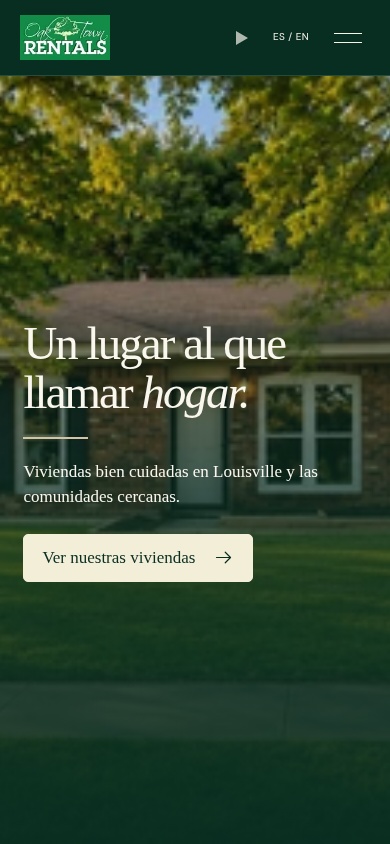 Oak Town
RENTALS
ES / EN
Un lugar al que
llamar hogar.
Viviendas bien cuidadas en Louisville y las
comunidades cercanas.
Ver nuestras viviendas →